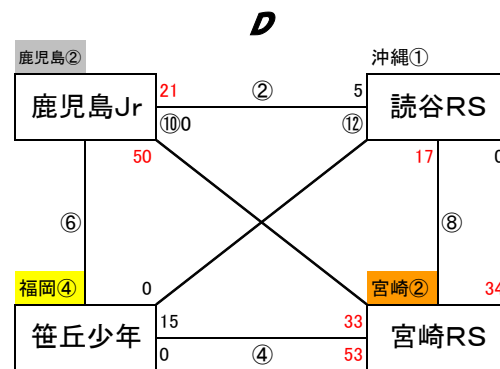 D
鹿児島② 沖縄①
鹿児島Jr 21 ② 5 読谷RS
⑩0 ⑫
50 17 0
⑥ ⑧
福岡④ 0 宮崎② 34
笹丘少年 15 33 宮崎RS
0 ④ 53